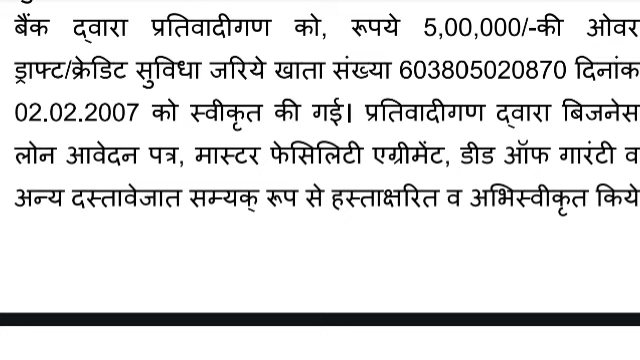 बैंक द्वारा प्रतिवादीगण को, रूपये 5,00,000/-की ओवर
ड्राफ्ट/क्रेडिट सुविधा जरिये खाता संख्या 603805020870 दिनांक
02.02.2007 को स्वीकृत की गई। प्रतिवादीगण द्वारा बिजनेस
लोन आवेदन पत्र, मास्टर फेसिलिटी एग्रीमेंट, डीड ऑफ गारंटी व
अन्य दस्तावेजात सम्यक् रूप से हस्ताक्षरित व अभिस्वीकृत किये